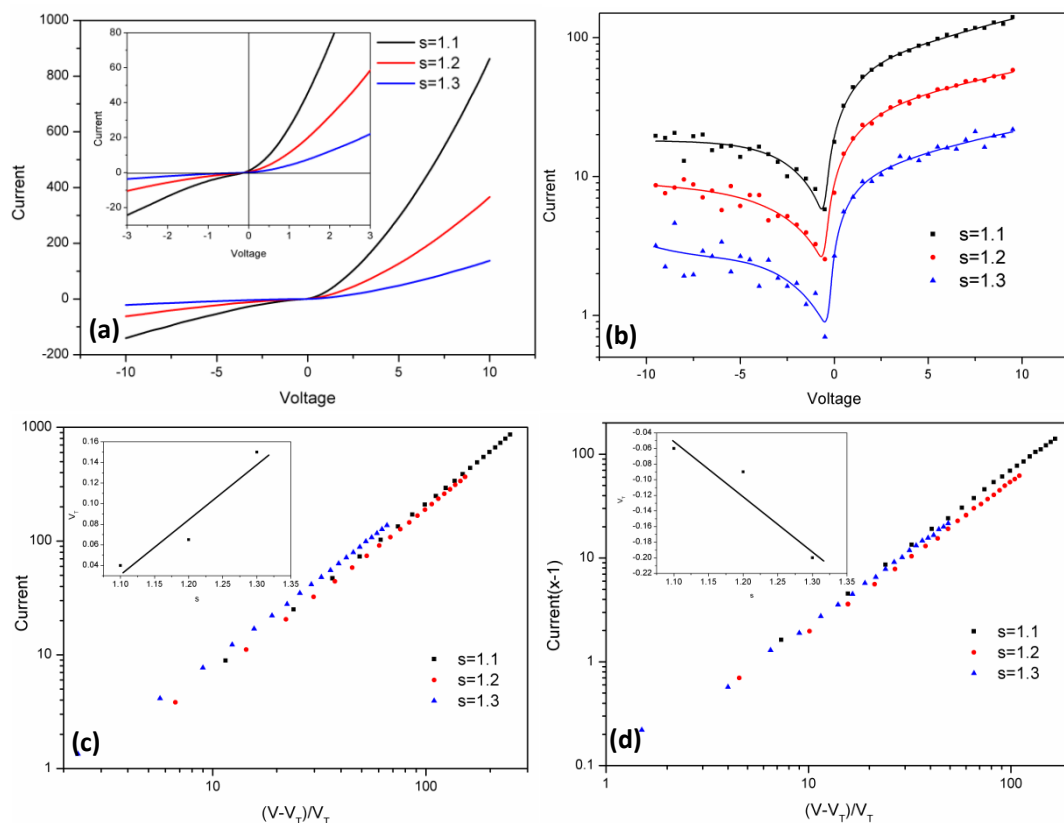 1000
800
600
400
200
0
-200
-10
-5
0
5
10
Current
Voltage
80
60
40
20
0
-20
-3
-2
-1
0
1
2
3
Current
Voltage
s=1.1
s=1.2
s=1.3
(a)
100
10
1
-10
-5
0
5
10
Current
Voltage
s=1.1
s=1.2
s=1.3
(b)
1000
100
10
1
10
100
Current
(V-V_T)/V_T
0.16
0.14
0.12
0.10
0.08
0.06
0.04
1.10
1.15
1.20
1.25
1.30
1.35
V_T
s
s=1.1
s=1.2
s=1.3
(c)
100
10
1
0.1
1
10
100
Current(x-1)
(V-V_T)/V_T
-0.04
-0.06
-0.08
-0.10
-0.12
-0.14
-0.16
-0.18
-0.20
-0.22
1.10
1.15
1.20
1.25
1.30
1.35
V_T
s
s=1.1
s=1.2
s=1.3
(d)